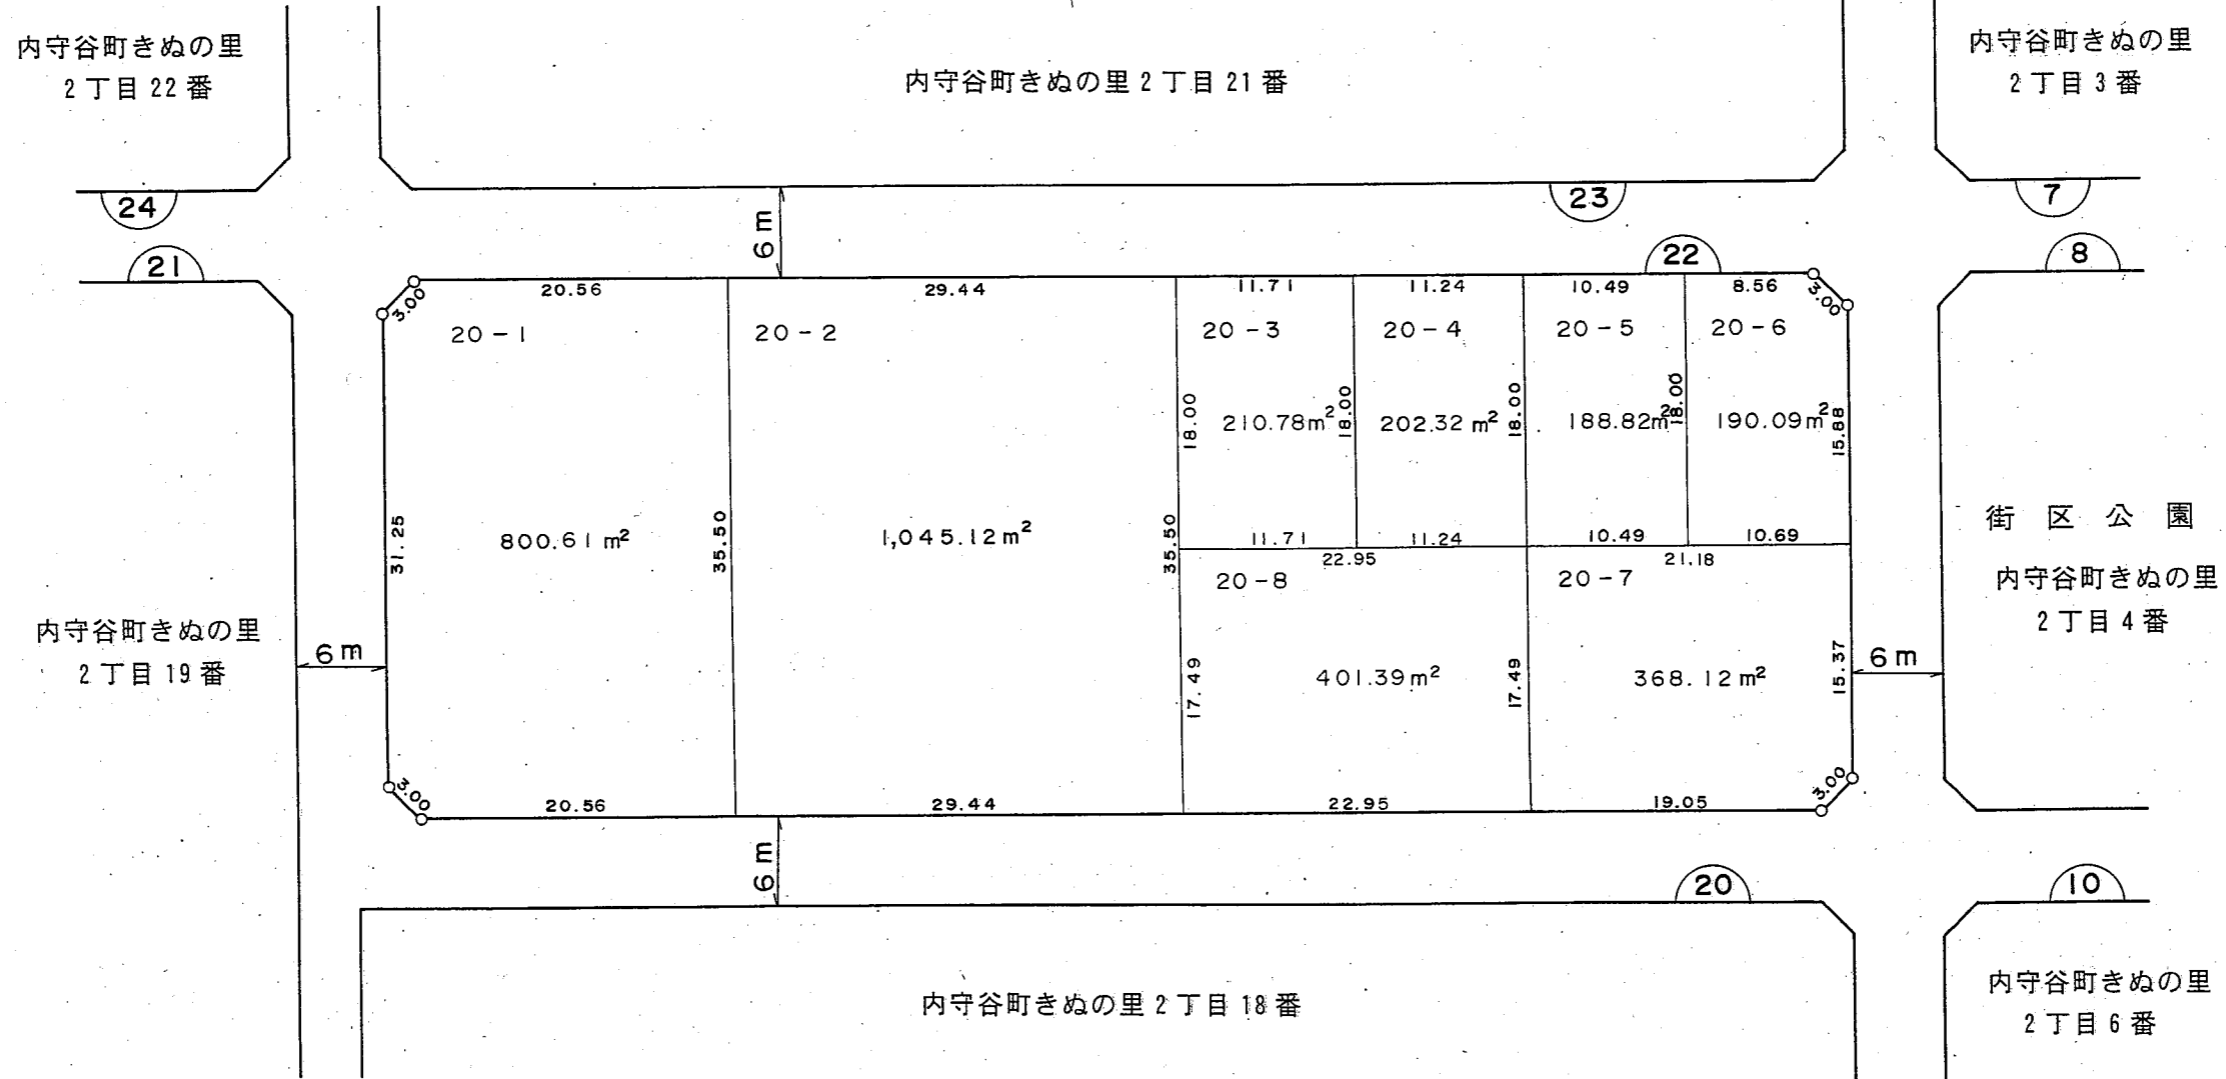 内守谷町きぬの里
2丁目22番
内守谷町きぬの里2丁目21番
内守谷町きぬの里
2丁目3番
24
23
7
6m
21
22
8
3.00
20.56
29.44
11.71
11.24
10.49
8.56
3.00
20-1
20-2
20-3
20-4
20-5
20-6
18.00
210.78m²
18.00
202.32m²
18.00
188.82m²
18.00
190.09m²
15.88
31.25
800.61m²
35.50
1,045.12m²
35.50
11.71
11.24
10.49
10.69
22.95
21.18
20-8
20-7
街区公園
内守谷町きぬの里
2丁目4番
内守谷町きぬの里
2丁目19番
6m
17.49
401.39m²
17.49
368.12m²
15.37
6m
3.00
20.56
29.44
22.95
19.05
3.00
6m
20
10
内守谷町きぬの里2丁目18番
内守谷町きぬの里
2丁目6番